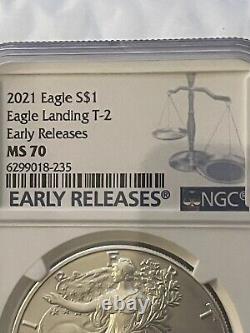 2021 Eagle S$1
Eagle Landing T-2
Early Releases
MS 70
6299018-235
EARLY RELEASES®
NGC®
L I B E R T